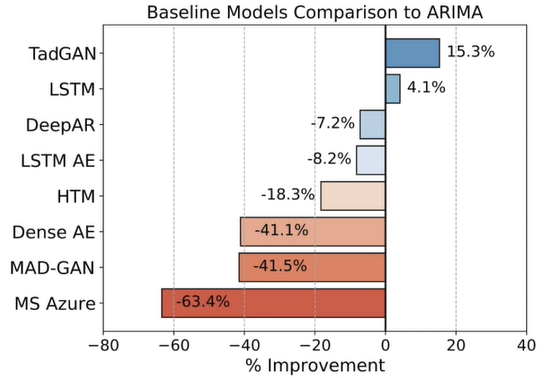 Baseline Models Comparison to ARIMA
TadGAN 15.3%
LSTM 4.1%
DeepAR -7.2%
LSTM AE -8.2%
HTM -18.3%
Dense AE -41.1%
MAD-GAN -41.5%
MS Azure -63.4%
−80 −60 −40 −20 0 20 40
% Improvement